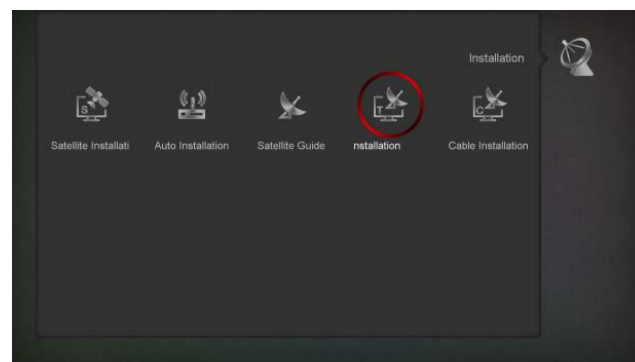 Installation
S
T
C
Satellite Installati
Auto Installation
Satellite Guide
nstallation
Cable Installation